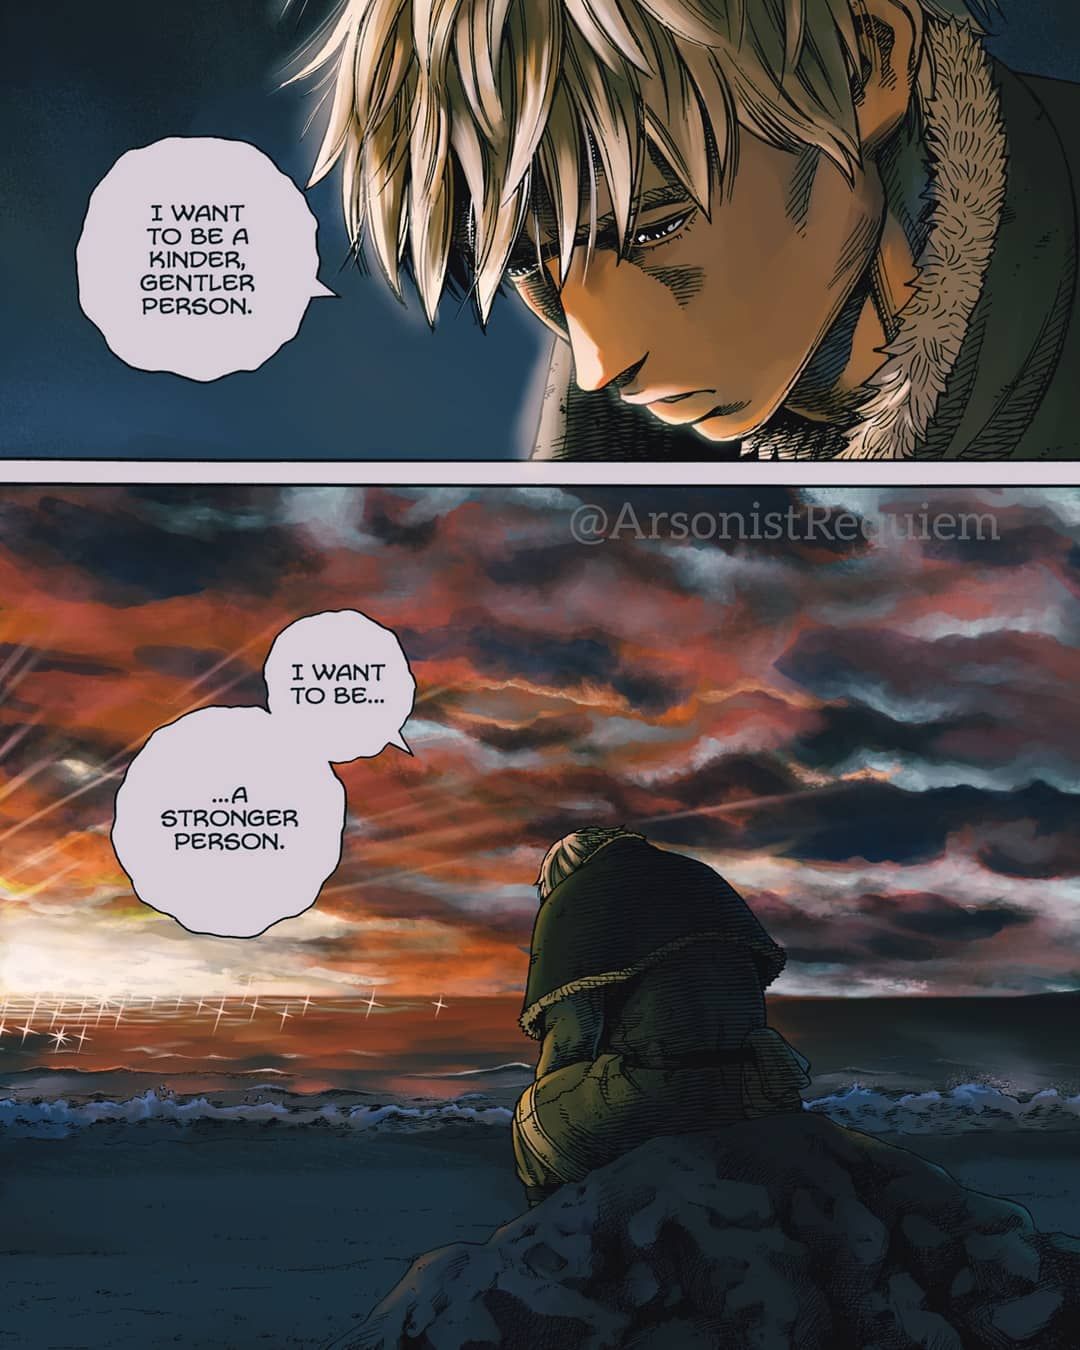 I WANT
TO BE A
KINDER,
GENTLER
PERSON.
@ArsonistRequiem
I WANT
TO BE...
...A
STRONGER
PERSON.